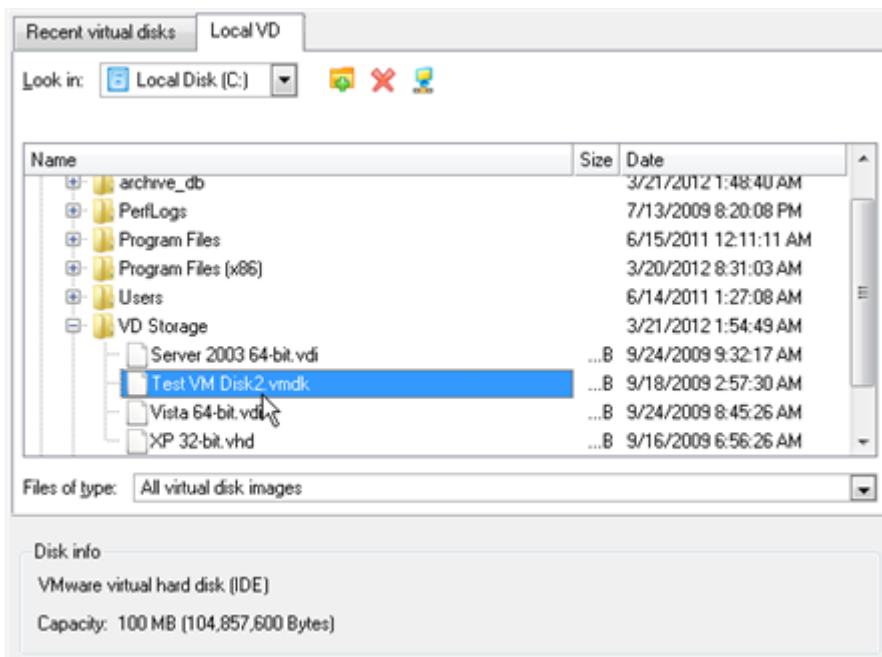 Recent virtual disks Local VD
Look in: Local Disk (C:)
Name Size Date
archive_db 3/21/2012 1:48:40 AM
PerfLogs 7/13/2009 8:20:08 PM
Program Files 6/15/2011 12:11:11 AM
Program Files (x86) 3/20/2012 8:31:03 AM
Users 6/14/2011 1:27:08 AM
VD Storage 3/21/2012 1:54:49 AM
Server 2003 64-bit.vdi ...B 9/24/2009 9:32:17 AM
Test VM Disk2.vmdk ...B 9/18/2009 2:57:30 AM
Vista 64-bit.vdi ...B 9/24/2009 8:45:26 AM
XP 32-bit.vhd ...B 9/16/2009 6:56:26 AM
Files of type: All virtual disk images
Disk info
VMware virtual hard disk (IDE)
Capacity: 100 MB (104,857,600 Bytes)